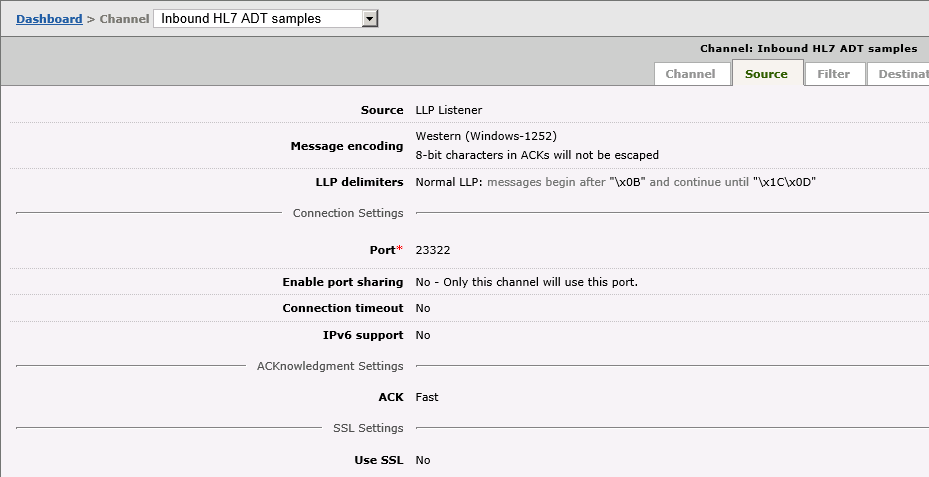 Dashboard > Channel Inbound HL7 ADT samples
Channel: Inbound HL7 ADT samples
Channel Source Filter Destinat
Source LLP Listener
Message encoding Western (Windows-1252)
8-bit characters in ACKs will not be escaped
LLP delimiters Normal LLP: messages begin after "\x0B" and continue until "\x1C\x0D"
Connection Settings
Port* 23322
Enable port sharing No - Only this channel will use this port.
Connection timeout No
IPv6 support No
ACKnowledgment Settings
ACK Fast
SSL Settings
Use SSL No